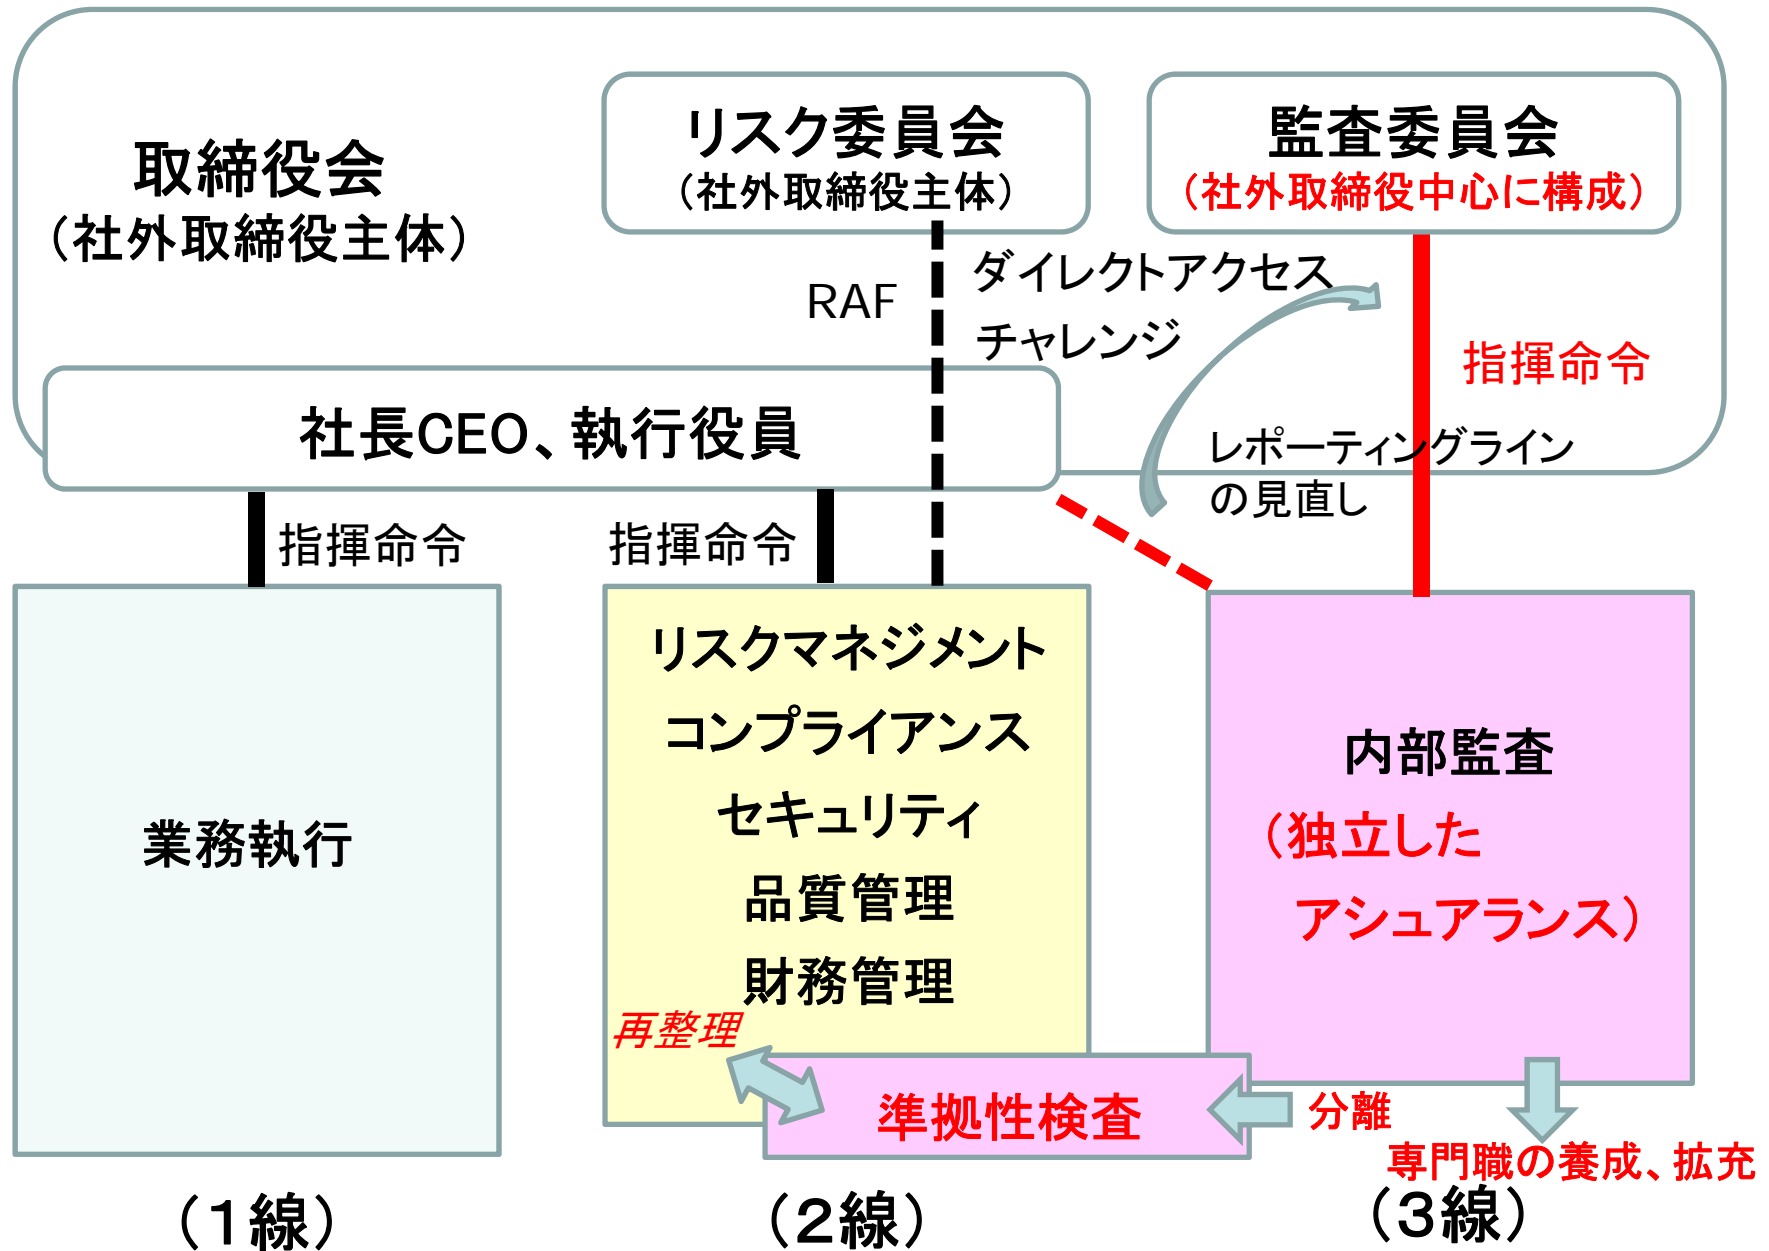 取締役会
（社外取締役主体）
リスク委員会
（社外取締役主体）
監査委員会
（社外取締役中心に構成）
RAF
ダイレクトアクセス
チャレンジ
指揮命令
社長CEO、執行役員
レポーティングライン
の見直し
指揮命令
指揮命令
業務執行
リスクマネジメント
コンプライアンス
セキュリティ
品質管理
財務管理
再整理
内部監査
（独立した
アシュアランス）
準拠性検査
分離
専門職の養成、拡充
（１線）
（２線）
（３線）